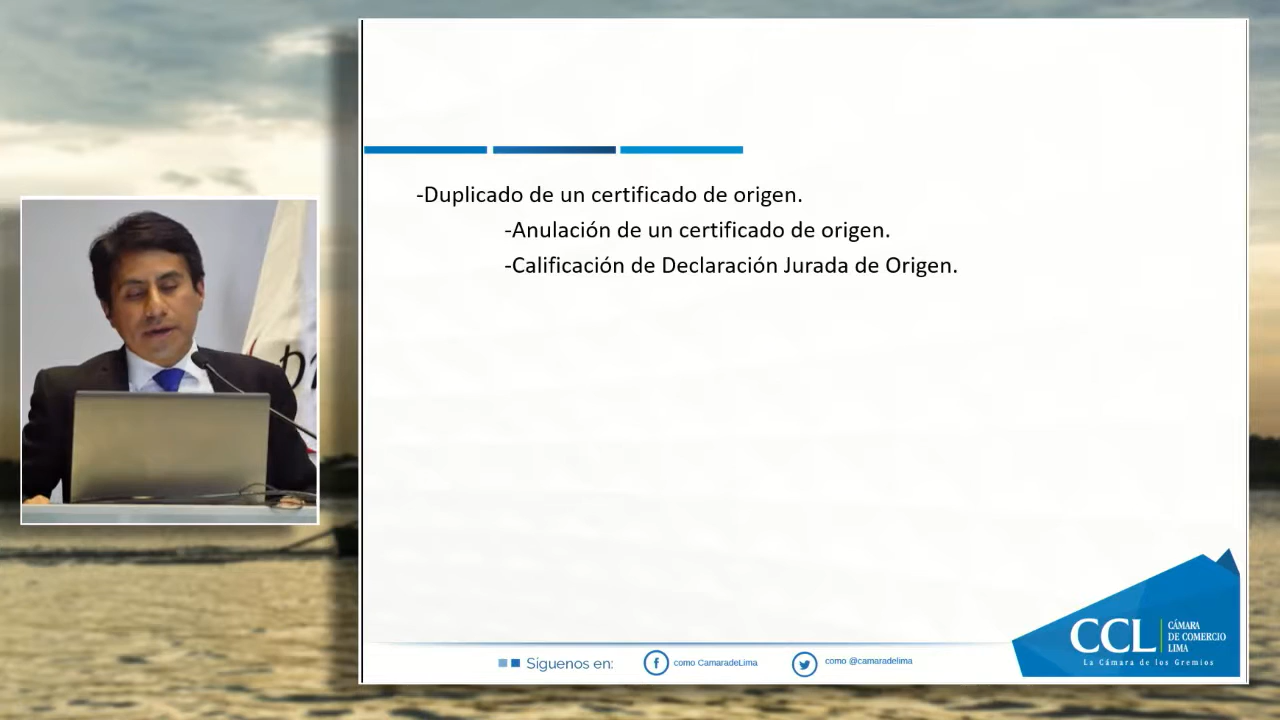 -Duplicado de un certificado de origen.
-Anulación de un certificado de origen.
-Calificación de Declaración Jurada de Origen.
CCL
CÁMARA
DE COMERCIO
LIMA
La Cámara de los Gremios
Síguenos en:
como CamaradeLima
como @camaradelima